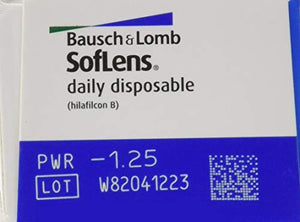 Bausch & Lomb
SofLens®
daily disposable
(hilafilcon B)
PWR -1.25
LOT W82041223